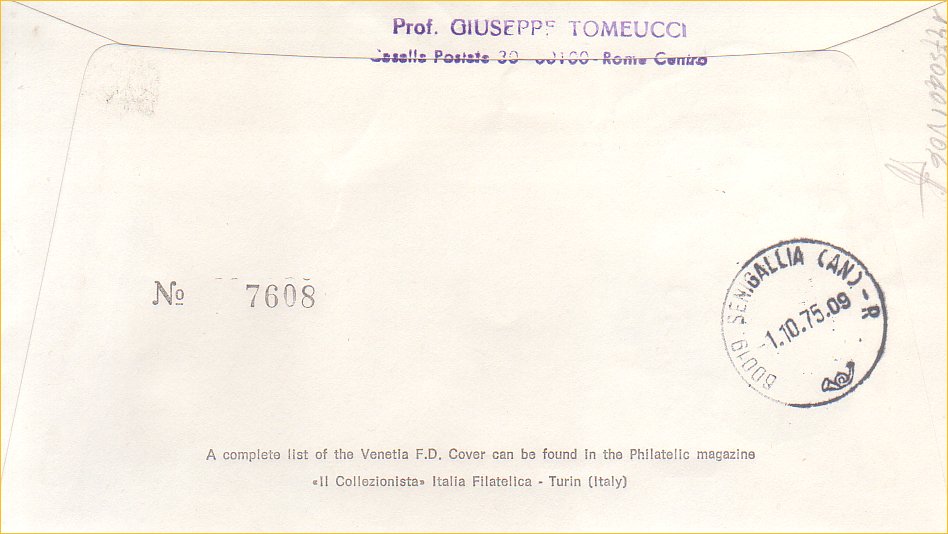 Prof. GIUSEPPE TOMEUCCI
Casella Postale 30 - 00100 - Roma Centro
Nº 7608
60019 SENIGALLIA (AN) - R
-1.10.75.09
A complete list of the Venetia F.D. Cover can be found in the Philatelic magazine
«Il Collezionista» Italia Filatelica - Turin (Italy)